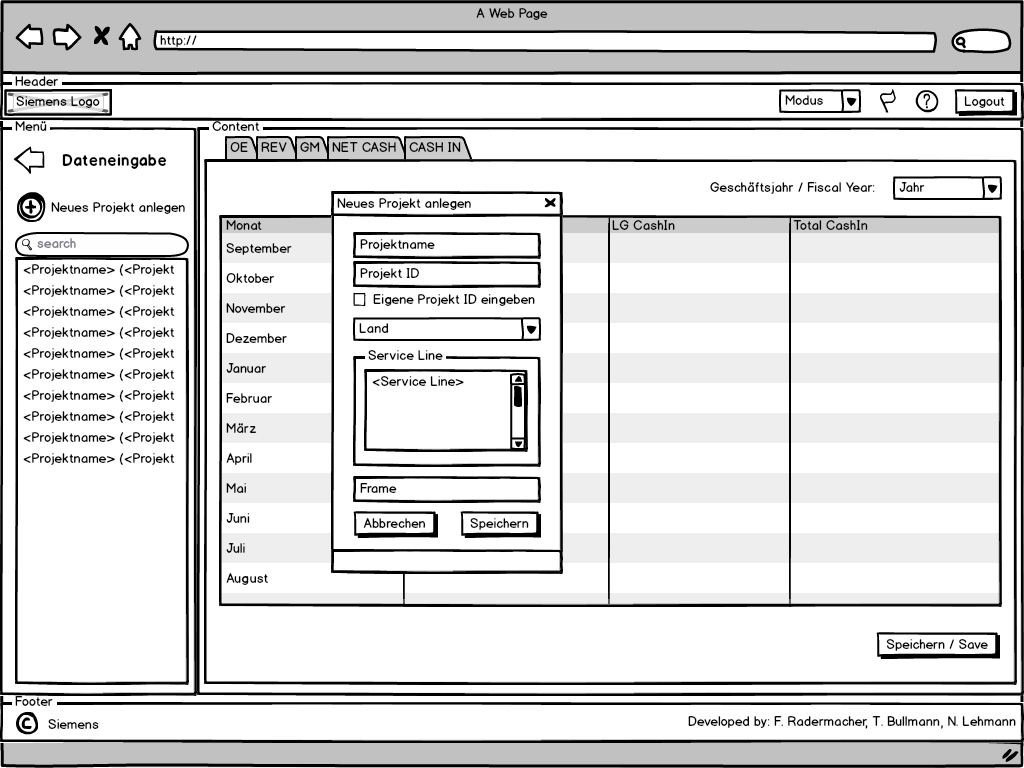 A Web Page
http://
Header
Siemens Logo
Modus
?
Logout
Menü
Dateneingabe
Neues Projekt anlegen
search
<Projektname> (<Projekt
<Projektname> (<Projekt
<Projektname> (<Projekt
<Projektname> (<Projekt
<Projektname> (<Projekt
<Projektname> (<Projekt
<Projektname> (<Projekt
<Projektname> (<Projekt
<Projektname> (<Projekt
<Projektname> (<Projekt
Content
OE REV GM NET CASH CASH IN
Geschäftsjahr / Fiscal Year: Jahr
Monat LG CashIn Total CashIn
September
Oktober
November
Dezember
Januar
Februar
März
April
Mai
Juni
Juli
August
Neues Projekt anlegen
Projektname
Projekt ID
Eigene Projekt ID eingeben
Land
Service Line
<Service Line>
Frame
Abbrechen Speichern
Speichern / Save
Footer
© Siemens
Developed by: F. Radermacher, T. Bullmann, N. Lehmann